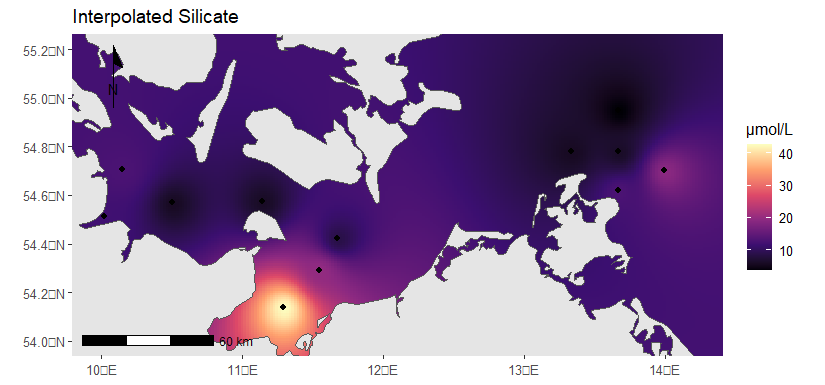 Interpolated Silicate
55.2□N
55.0□N
54.8□N
54.6□N
54.4□N
54.2□N
54.0□N
N
60 km
10□E
11□E
12□E
13□E
14□E
μmol/L
40
30
20
10